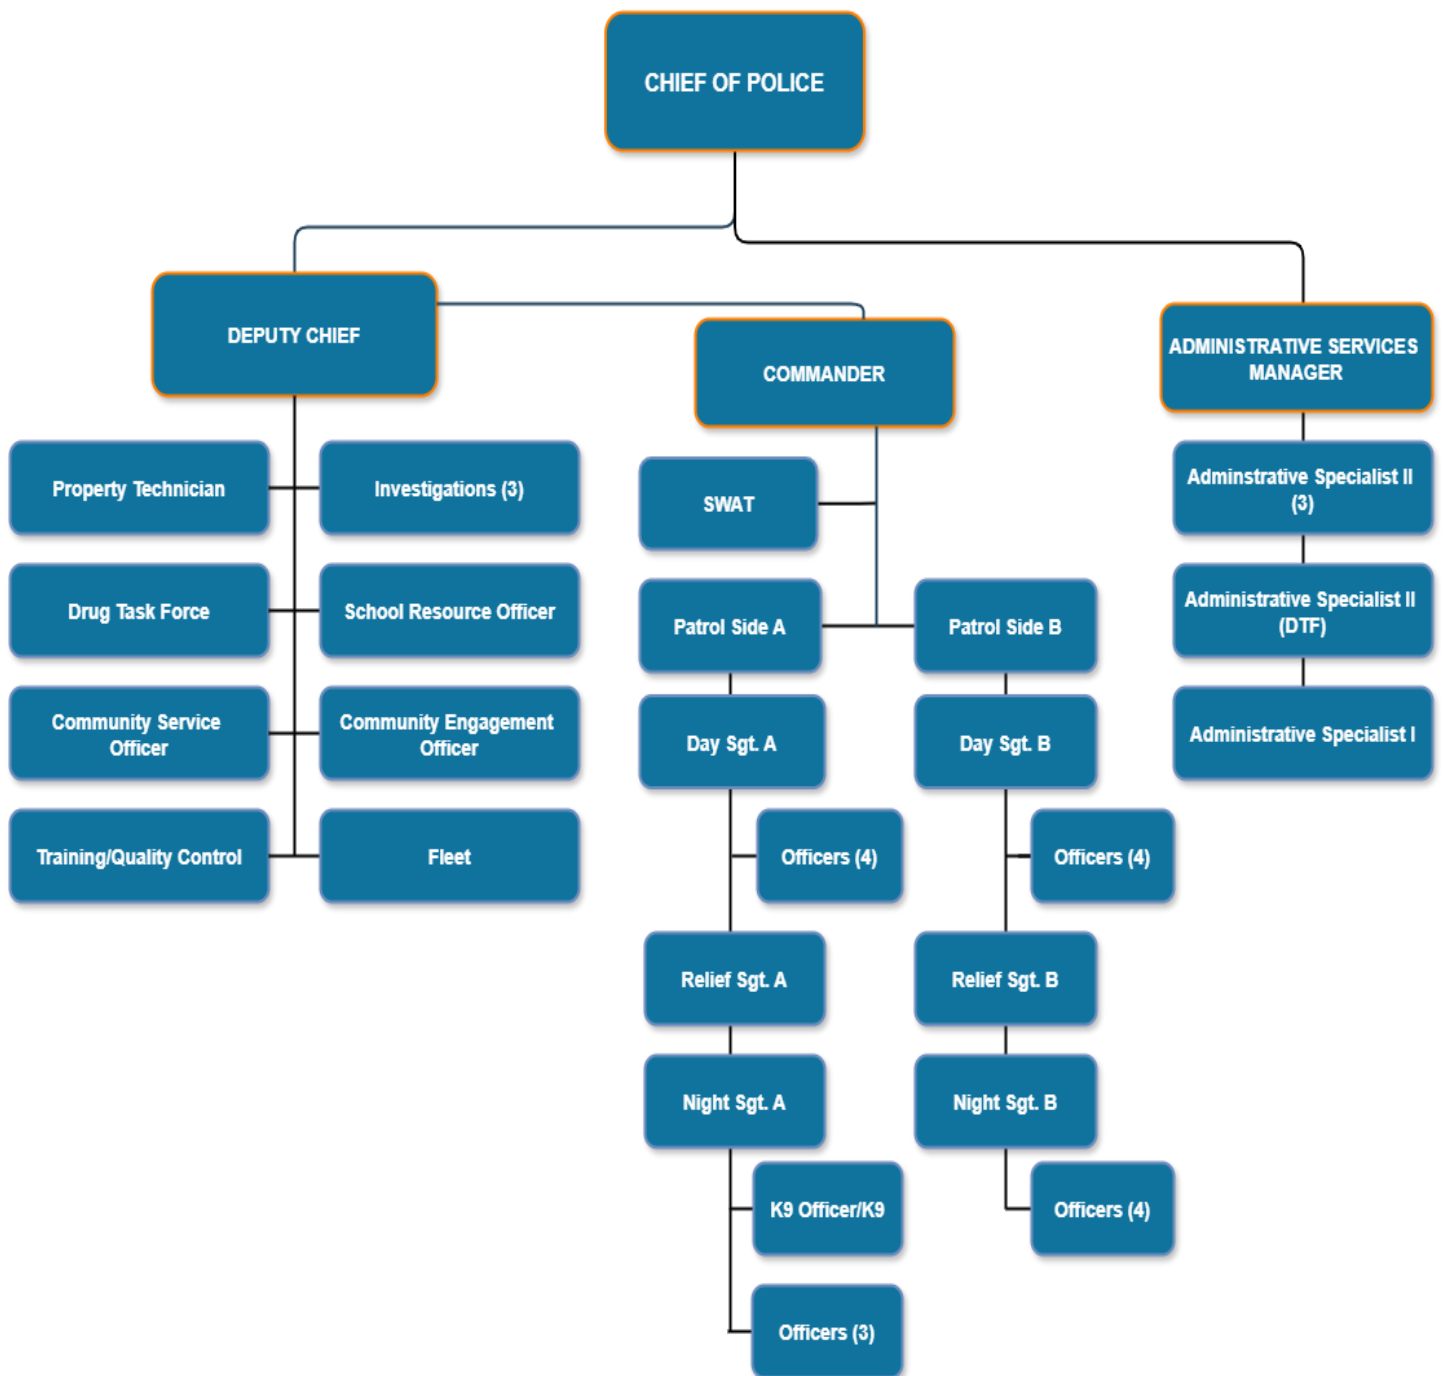 CHIEF OF POLICE
DEPUTY CHIEF
COMMANDER
ADMINISTRATIVE SERVICES
MANAGER
Property Technician
Investigations (3)
Drug Task Force
School Resource Officer
Community Service
Officer
Community Engagement
Officer
Training/Quality Control
Fleet
SWAT
Patrol Side A
Patrol Side B
Day Sgt. A
Day Sgt. B
Officers (4)
Officers (4)
Relief Sgt. A
Relief Sgt. B
Night Sgt. A
Night Sgt. B
K9 Officer/K9
Officers (4)
Officers (3)
Adminstrative Specialist II
(3)
Administrative Specialist II
(DTF)
Administrative Specialist I